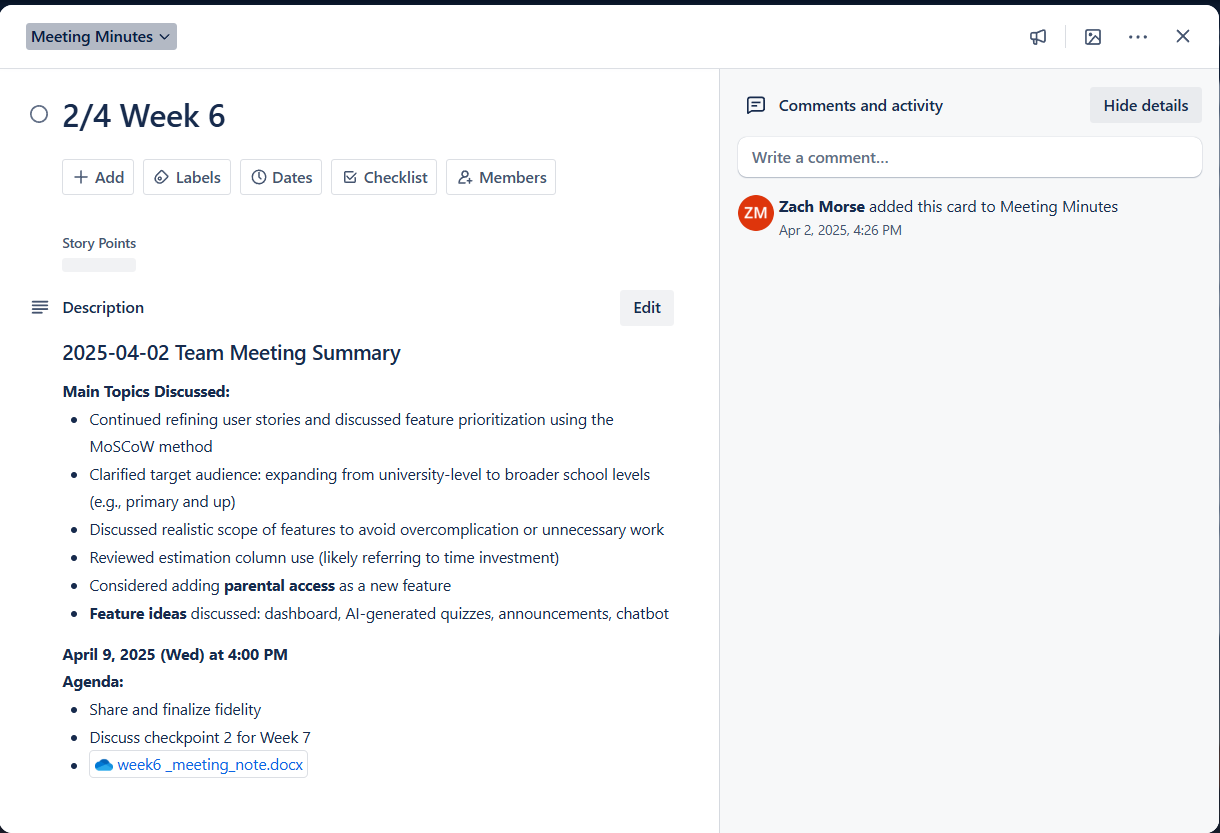 Meeting Minutes
2/4 Week 6
Add
Labels
Dates
Checklist
Members
Story Points
Description
Edit
2025-04-02 Team Meeting Summary
Main Topics Discussed:
Continued refining user stories and discussed feature prioritization using the
MoSCoW method
Clarified target audience: expanding from university-level to broader school levels
(e.g., primary and up)
Discussed realistic scope of features to avoid overcomplication or unnecessary work
Reviewed estimation column use (likely referring to time investment)
Considered adding parental access as a new feature
Feature ideas discussed: dashboard, AI-generated quizzes, announcements, chatbot
April 9, 2025 (Wed) at 4:00 PM
Agenda:
Share and finalize fidelity
Discuss checkpoint 2 for Week 7
week6 _meeting_note.docx
Comments and activity
Hide details
Write a comment…
ZM
Zach Morse added this card to Meeting Minutes
Apr 2, 2025, 4:26 PM